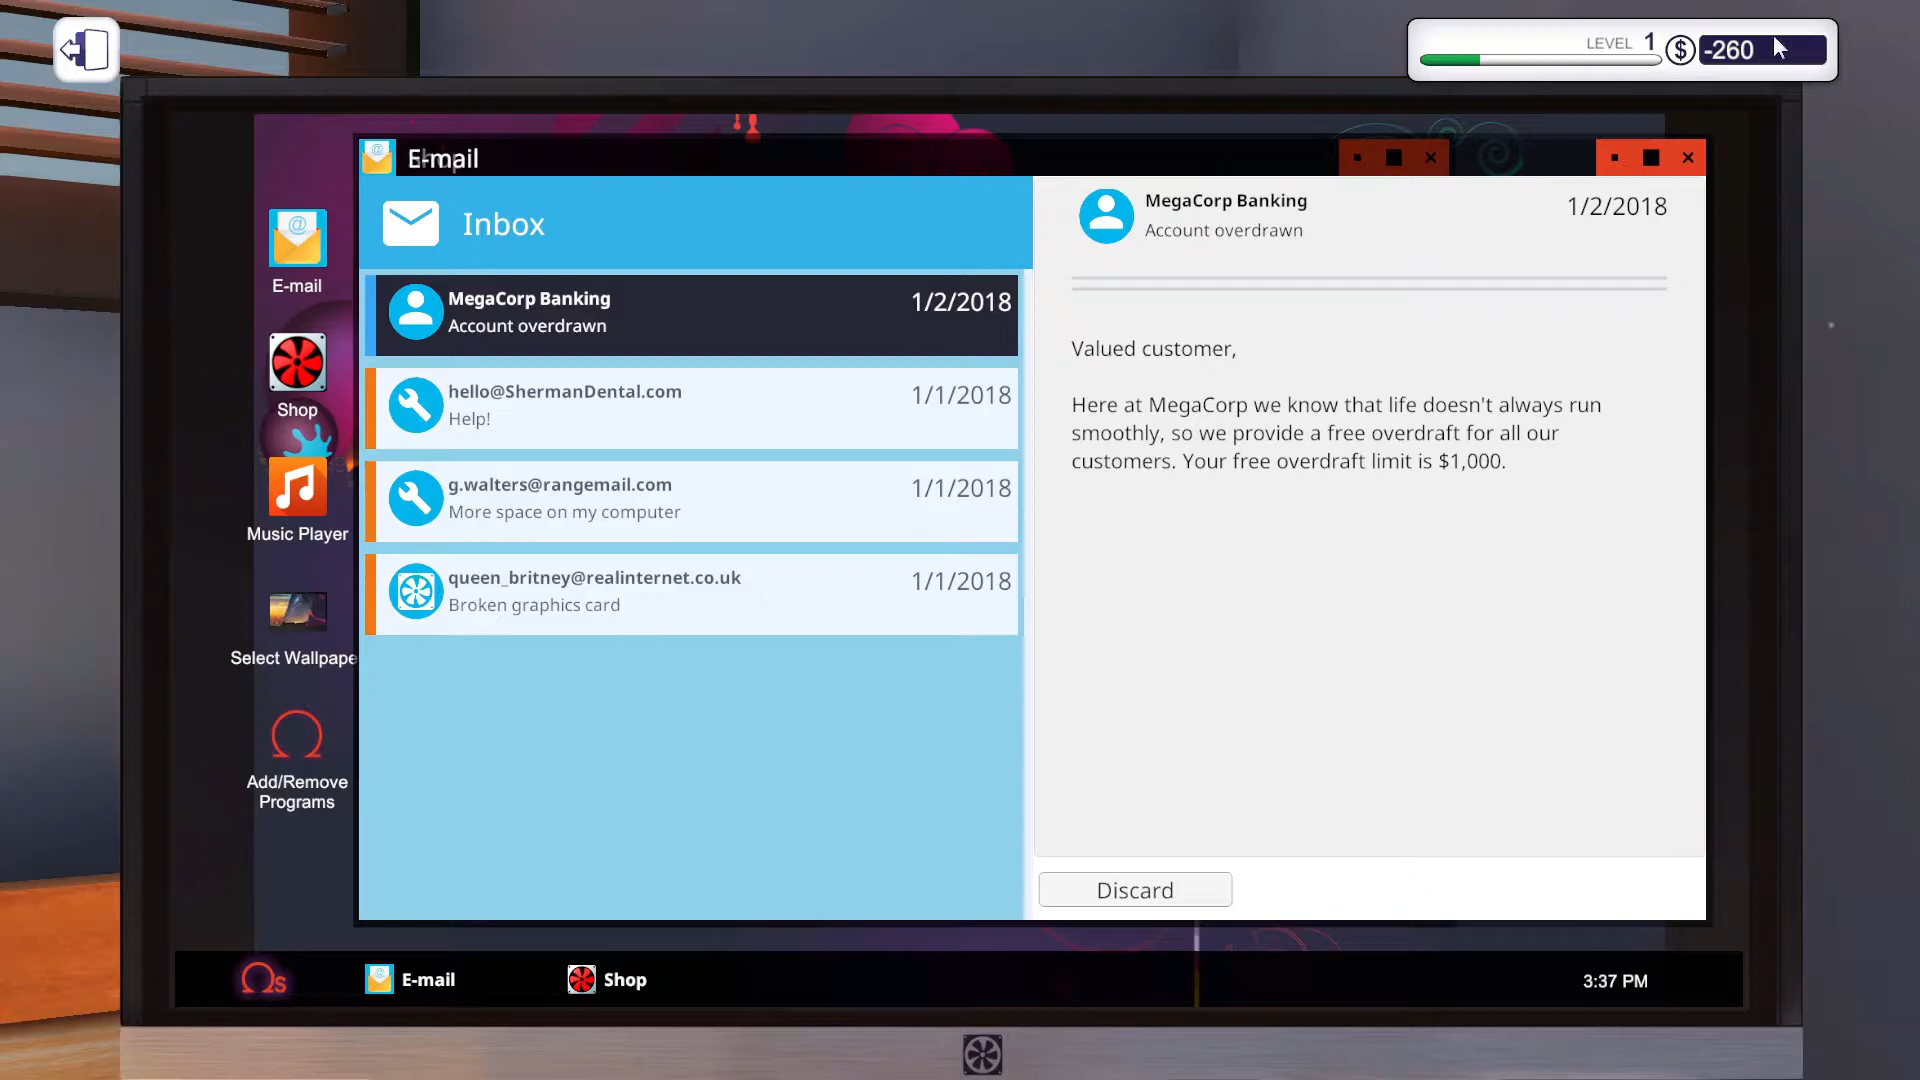 LEVEL 1
-260
E-mail
Inbox
MegaCorp Banking
1/2/2018
Account overdrawn
hello@ShermanDental.com
1/1/2018
Help!
g.walters@rangemail.com
1/1/2018
More space on my computer
queen_britney@realinternet.co.uk
1/1/2018
Broken graphics card
MegaCorp Banking
1/2/2018
Account overdrawn
Valued customer,
Here at MegaCorp we know that life doesn't always run
smoothly, so we provide a free overdraft for all our
customers. Your free overdraft limit is $1,000.
Discard
E-mail
Shop
Music Player
Select Wallpape
Add/Remove
Programs
Ωs
E-mail
Shop
3:37 PM